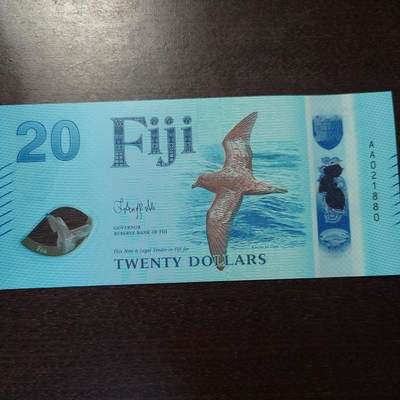 20 Fiji
GOVERNOR
RESERVE BANK OF FIJI
This Note is Legal Tender in Fiji for
TWENTY DOLLARS
AA021880